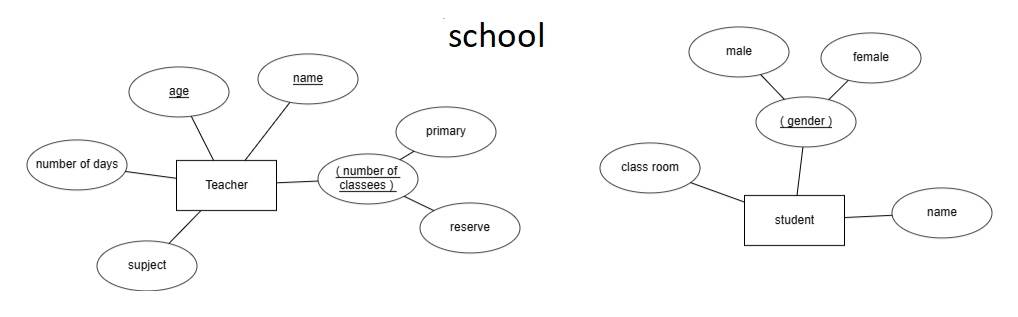 school
age
name
number of days
Teacher
( number of
classees )
primary
reserve
supject
male
female
( gender )
class room
student
name